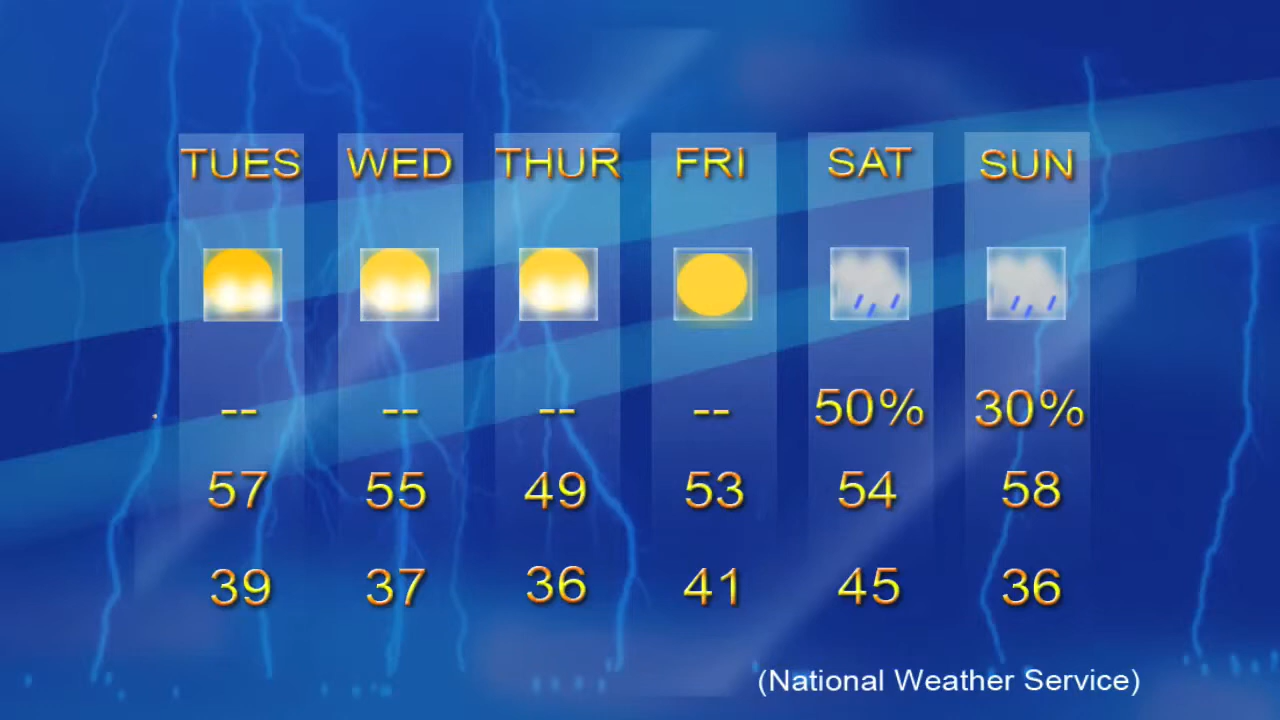 TUES WED THUR FRI SAT SUN
-- -- -- -- 50% 30%
57 55 49 53 54 58
39 37 36 41 45 36
(National Weather Service)